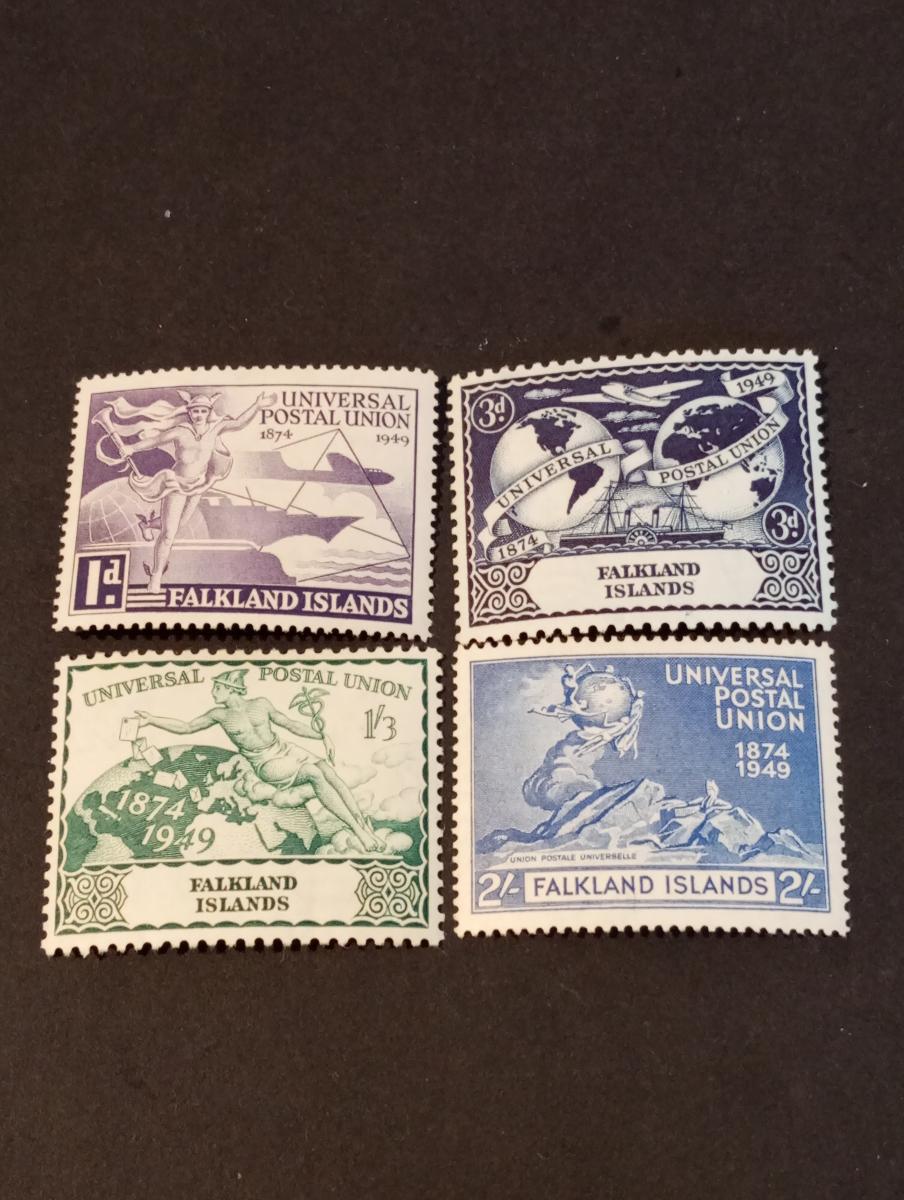 UNIVERSAL
POSTAL UNION
1874 1949
1d.
FALKLAND ISLANDS
1949
3d
UNIVERSAL POSTAL UNION
1874
3d
FALKLAND
ISLANDS
UNIVERSAL POSTAL UNION
1/3
1874
1949
FALKLAND
ISLANDS
UNIVERSAL
POSTAL
UNION
1874
1949
UNION POSTALE UNIVERSELLE
2/- FALKLAND ISLANDS 2/-